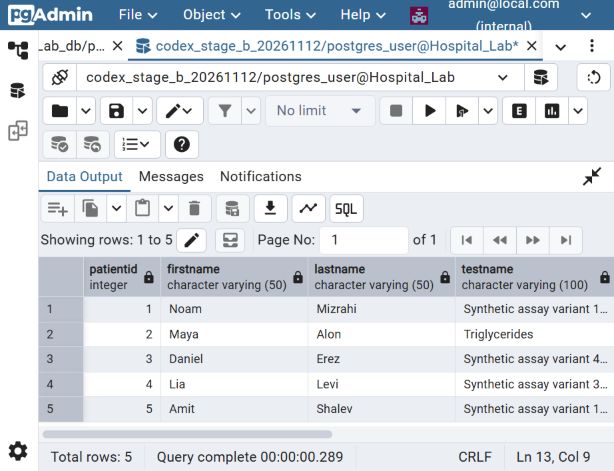 pgAdmin File Object Tools Help admin@local.com (internal)
_ab_db/p... codex_stage_b_20261112/postgres_user@Hospital_Lab*
codex_stage_b_20261112/postgres_user@Hospital_Lab
No limit
E
Data Output Messages Notifications
SQL
Showing rows: 1 to 5 Page No: 1 of 1
patientid firstname lastname testname
integer character varying (50) character varying (50) character varying (100)
1 1 Noam Mizrahi Synthetic assay variant 1...
2 2 Maya Alon Triglycerides
3 3 Daniel Erez Synthetic assay variant 4...
4 4 Lia Levi Synthetic assay variant 3...
5 5 Amit Shalev Synthetic assay variant 1...
Total rows: 5 Query complete 00:00:00.289 CRLF Ln 13, Col 9